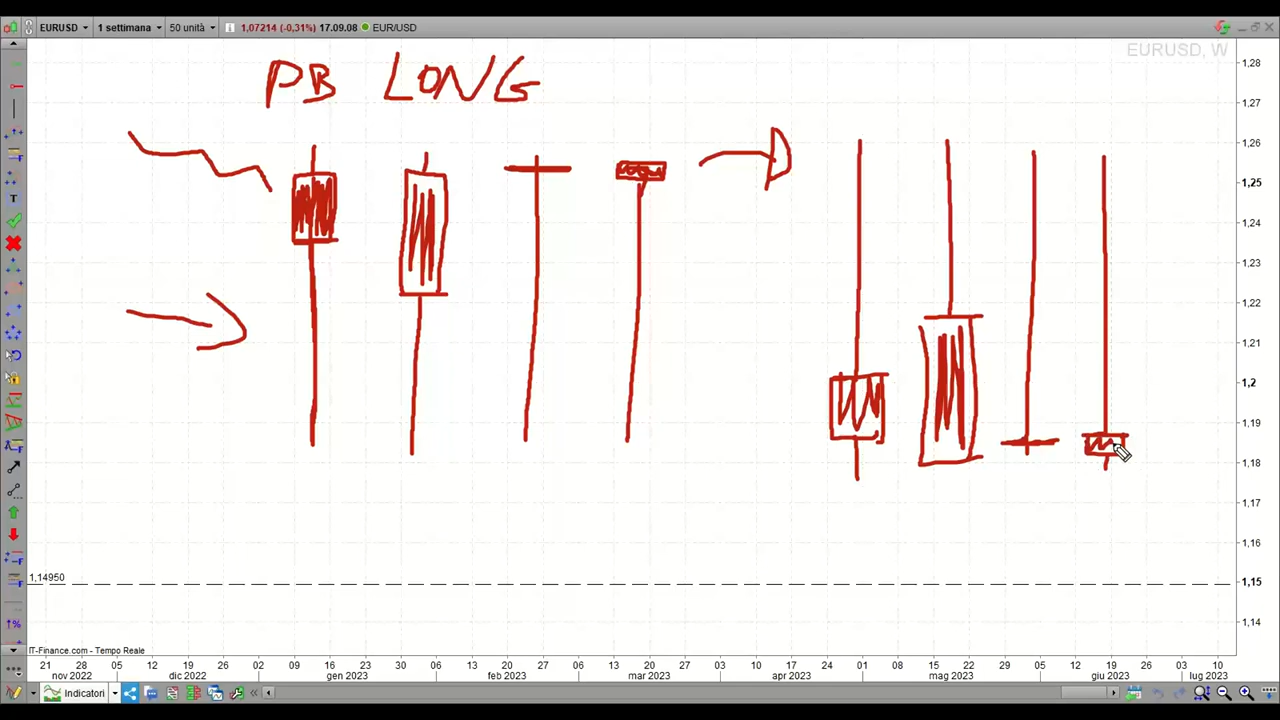 EURUSD 1 settimana 50 unità 1,07214 (-0,31%) 17.09.08 EUR/USD
EURUSD, W
PB LONG
1,28
1,27
1,26
1,25
1,24
1,23
1,22
1,21
1,2
1,19
1,18
1,17
1,16
1,14950
1,15
1,14
IT-Finance.com - Tempo Reale
21 28 05 12 19 26 02 09 16 23 30 06 13 20 27 06 13 20 27 03 10 17 24 01 08 15 22 29 05 12 19 26 03 10
nov 2022 dic 2022 gen 2023 feb 2023 mar 2023 apr 2023 mag 2023 giu 2023 lug 2023
Indicatori